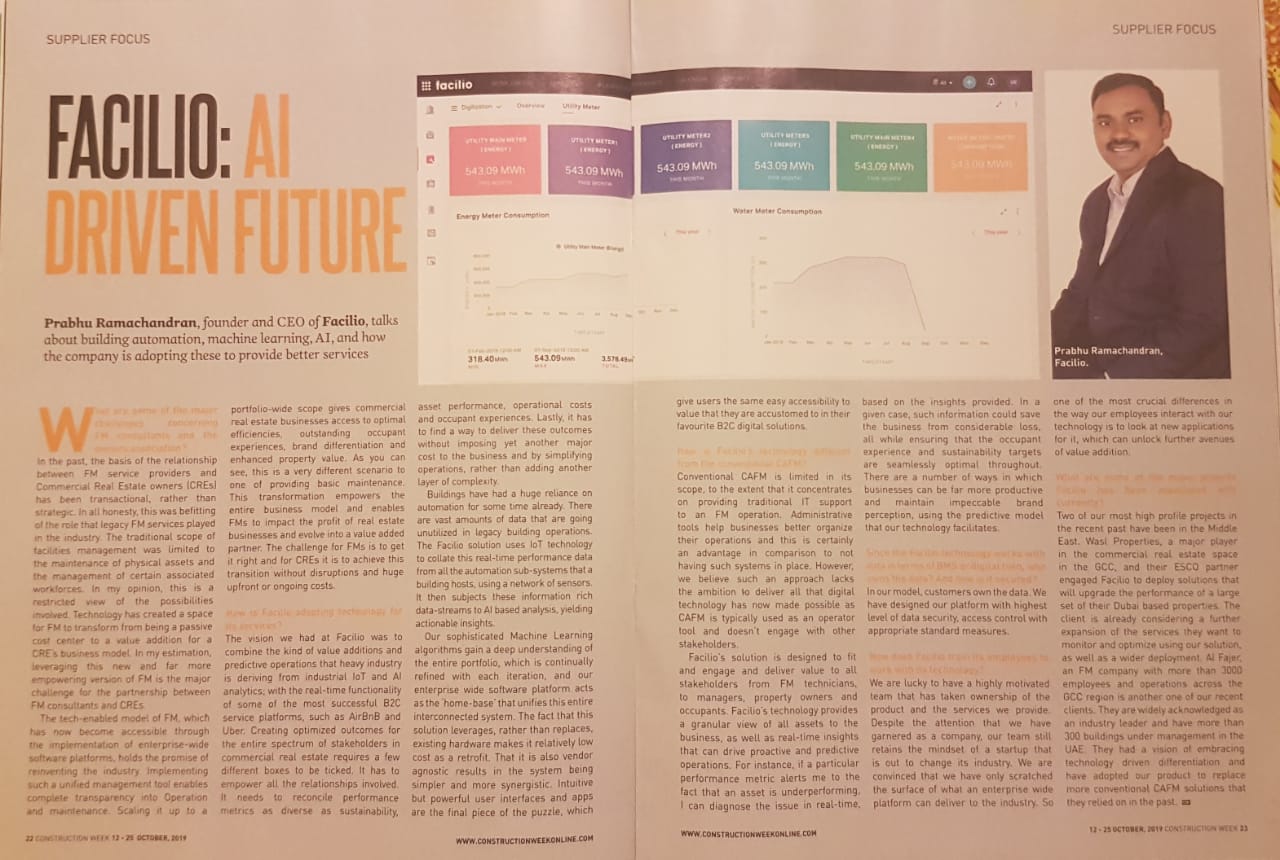 SUPPLIER FOCUS
SUPPLIER FOCUS
FACILIO: AI
DRIVEN FUTURE
Prabhu Ramachandran, founder and CEO of Facilio, talks
about building automation, machine learning, AI, and how
the company is adopting these to provide better services
facilio
Digitization
Overview
Utility Meter
UTILITY MAIN METER
(ENERGY)
543.09 MWh
THIS MONTH
UTILITY METER1
(ENERGY)
543.09 MWh
THIS MONTH
UTILITY METER2
(ENERGY)
543.09 MWh
THIS MONTH
UTILITY METER3
(ENERGY)
543.09 MWh
THIS MONTH
UTILITY MAIN METER4
(ENERGY)
543.09 MWh
THIS MONTH
543.09 MWh
Energy Meter Consumption
Utility Main Meter (Energy)
This year
318.40 MWh
543.09 MWh
MAX
TOTAL
Water Meter Consumption
This year
Prabhu Ramachandran,
Facilio.
What are some of the major
challenges concerning
FM consultants and the
In the past, the basis of the relationship
between FM service providers and
Commercial Real Estate owners (CREs)
has been transactional, rather than
strategic. In all honesty, this was befitting
of the role that legacy FM services played
in the industry. The traditional scope of
facilities management was limited to
the maintenance of physical assets and
the management of certain associated
workforces. In my opinion, this is a
restricted view of the possibilities
involved. Technology has created a space
for FM to transform from being a passive
cost center to a value addition for a
CRE's business model. In my estimation,
leveraging this new and far more
empowering version of FM is the major
challenge for the partnership between
FM consultants and CREs.
The tech-enabled model of FM, which
has now become accessible through
the implementation of enterprise-wide
software platforms, holds the promise of
reinventing the industry. Implementing
such a unified management tool enables
complete transparency into Operation
and maintenance. Scaling it up to a
portfolio-wide scope gives commercial
real estate businesses access to optimal
efficiencies, outstanding occupant
experiences, brand differentiation and
enhanced property value. As you can
see, this is a very different scenario to
one of providing basic maintenance.
This transformation empowers the
entire business model and enables
FMs to impact the profit of real estate
businesses and evolve into a value added
partner. The challenge for FMs is to get
it right and for CREs it is to achieve this
transition without disruptions and huge
upfront or ongoing costs.
How is Facilio adopting technology for
its services?
The vision we had at Facilio was to
combine the kind of value additions and
predictive operations that heavy industry
is deriving from industrial IoT and AI
analytics; with the real-time functionality
of some of the most successful B2C
service platforms, such as AirBnB and
Uber. Creating optimized outcomes for
the entire spectrum of stakeholders in
commercial real estate requires a few
different boxes to be ticked. It has to
empower all the relationships involved.
It needs to reconcile performance
metrics as diverse as sustainability,
asset performance, operational costs
and occupant experiences. Lastly, it has
to find a way to deliver these outcomes
without imposing yet another major
cost to the business and by simplifying
operations, rather than adding another
layer of complexity.
Buildings have had a huge reliance on
automation for some time already. There
are vast amounts of data that are going
unutilized in legacy building operations.
The Facilio solution uses IoT technology
to collate this real-time performance data
from all the automation sub-systems that a
building hosts, using a network of sensors.
It then subjects these information rich
data-streams to AI based analysis, yielding
actionable insights.
Our sophisticated Machine Learning
algorithms gain a deep understanding of
the entire portfolio, which is continually
refined with each iteration, and our
enterprise wide software platform, acts
as the 'home-base' that unifies this entire
interconnected system. The fact that this
solution leverages, rather than replaces,
existing hardware makes it relatively low
cost as a retrofit. That it is also vendor
agnostic results in the system being
simpler and more synergistic. Intuitive
but powerful user interfaces and apps
are the final piece of the puzzle, which
give users the same easy accessibility to
value that they are accustomed to in their
favourite B2C digital solutions.
How is Facilio's technology different
from the conventional CAFM?
Conventional CAFM is limited in its
scope, to the extent that it concentrates
on providing traditional IT support
to an FM operation. Administrative
tools help businesses better organize
their operations and this is certainly
an advantage in comparison to not
having such systems in place. However,
we believe such an approach lacks
the ambition to deliver all that digital
technology has now made possible as
CAFM is typically used as an operator
tool and doesn't engage with other
stakeholders.
Facilio's solution is designed to fit
and engage and deliver value to all
stakeholders from FM technicians,
to managers, property owners and
occupants. Facilio's technology provides
a granular view of all assets to the
business, as well as real-time insights
that can drive proactive and predictive
operations. For instance, if a particular
performance metric alerts me to the
fact that an asset is underperforming,
I can diagnose the issue in real-time,
based on the insights provided. In a
given case, such information could save
the business from considerable loss,
all while ensuring that the occupant
experience and sustainability targets
are seamlessly optimal throughout.
There are a number of ways in which
businesses can be far more productive
and maintain impeccable brand
perception, using the predictive model
that our technology facilitates.
Since the Facilio technology works with
data in terms of BMS or digital twin, who
owns the data? And how is it secured?
In our model, customers own the data. We
have designed our platform with highest
level of data security, access control with
appropriate standard measures.
How does Facilio train its employees to
work with its technology?
We are lucky to have a highly motivated
team that has taken ownership of the
product and the services we provide.
Despite the attention that we have
garnered as a company, our team still
retains the mindset of a startup that
is out to change its industry. We are
convinced that we have only scratched
the surface of what an enterprise wide
platform can deliver to the industry. So
one of the most crucial differences in
the way our employees interact with our
technology is to look at new applications
for it, which can unlock further avenues
of value addition.
What are some of the major projects
Facilio has been
currently?
Two of our most high profile projects in
the recent past have been in the Middle
East. Wasl Properties, a major player
in the commercial real estate space
in the GCC, and their ESCO partner
engaged Facilio to deploy solutions that
will upgrade the performance of a large
set of their Dubai based properties. The
client is already considering a further
expansion of the services they want to
monitor and optimize using our solution,
as well as a wider deployment. Al Fajer,
an FM company with more than 3000
employees and operations across the
GCC region is another one of our recent
clients. They are widely acknowledged as
an industry leader and have more than
300 buildings under management in the
UAE. They had a vision of embracing
technology driven differentiation and
have adopted our product to replace
more conventional CAFM solutions that
they relied on in the past.
22 CONSTRUCTION WEEK 12 - 25 OCTOBER, 2019
WWW.CONSTRUCTIONWEEKONLINE.COM
WWW.CONSTRUCTIONWEEKONLINE.COM
12 - 25 OCTOBER, 2019 CONSTRUCTION WEEK 23